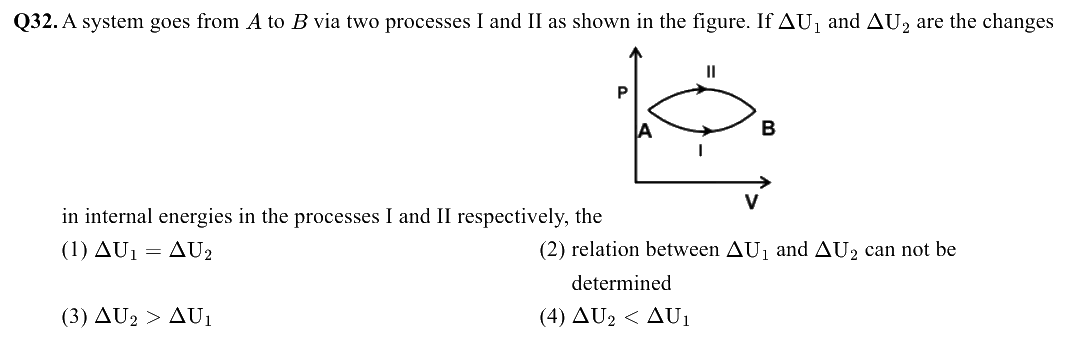 Q32. A system goes from A to B via two processes I and II as shown in the figure. If ΔU₁ and ΔU₂ are the changes
II
P
A
B
I
V
in internal energies in the processes I and II respectively, the
(1) ΔU₁ = ΔU₂
(2) relation between ΔU₁ and ΔU₂ can not be
determined
(3) ΔU₂ > ΔU₁
(4) ΔU₂ < ΔU₁